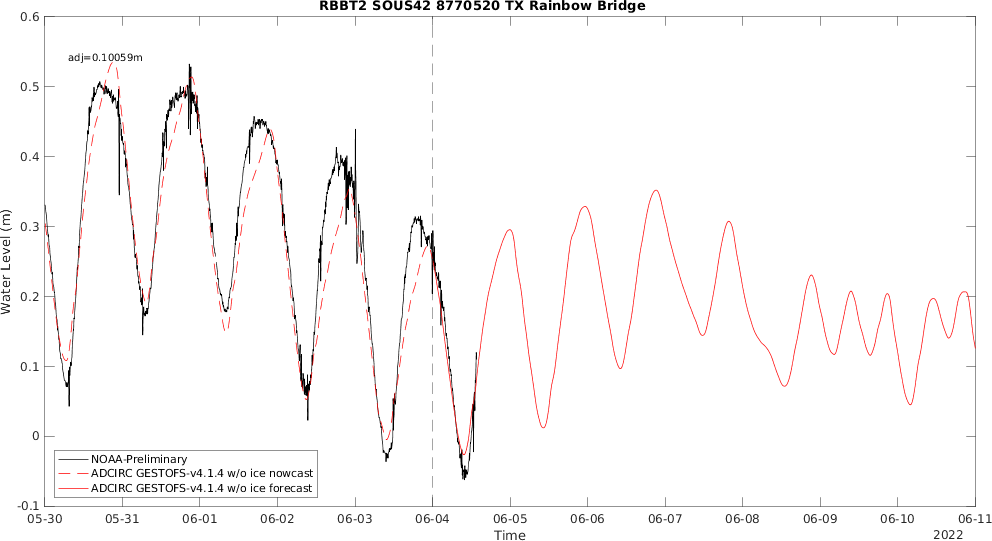 RBBT2 SOUS42 8770520 TX Rainbow Bridge
adj=0.10059m
0.6
0.5
0.4
0.3
0.2
0.1
0
-0.1
Water Level (m)
NOAA-Preliminary
ADCIRC GESTOFS-v4.1.4 w/o ice nowcast
ADCIRC GESTOFS-v4.1.4 w/o ice forecast
05-30 05-31 06-01 06-02 06-03 06-04 06-05 06-06 06-07 06-08 06-09 06-10 06-11
Time
2022